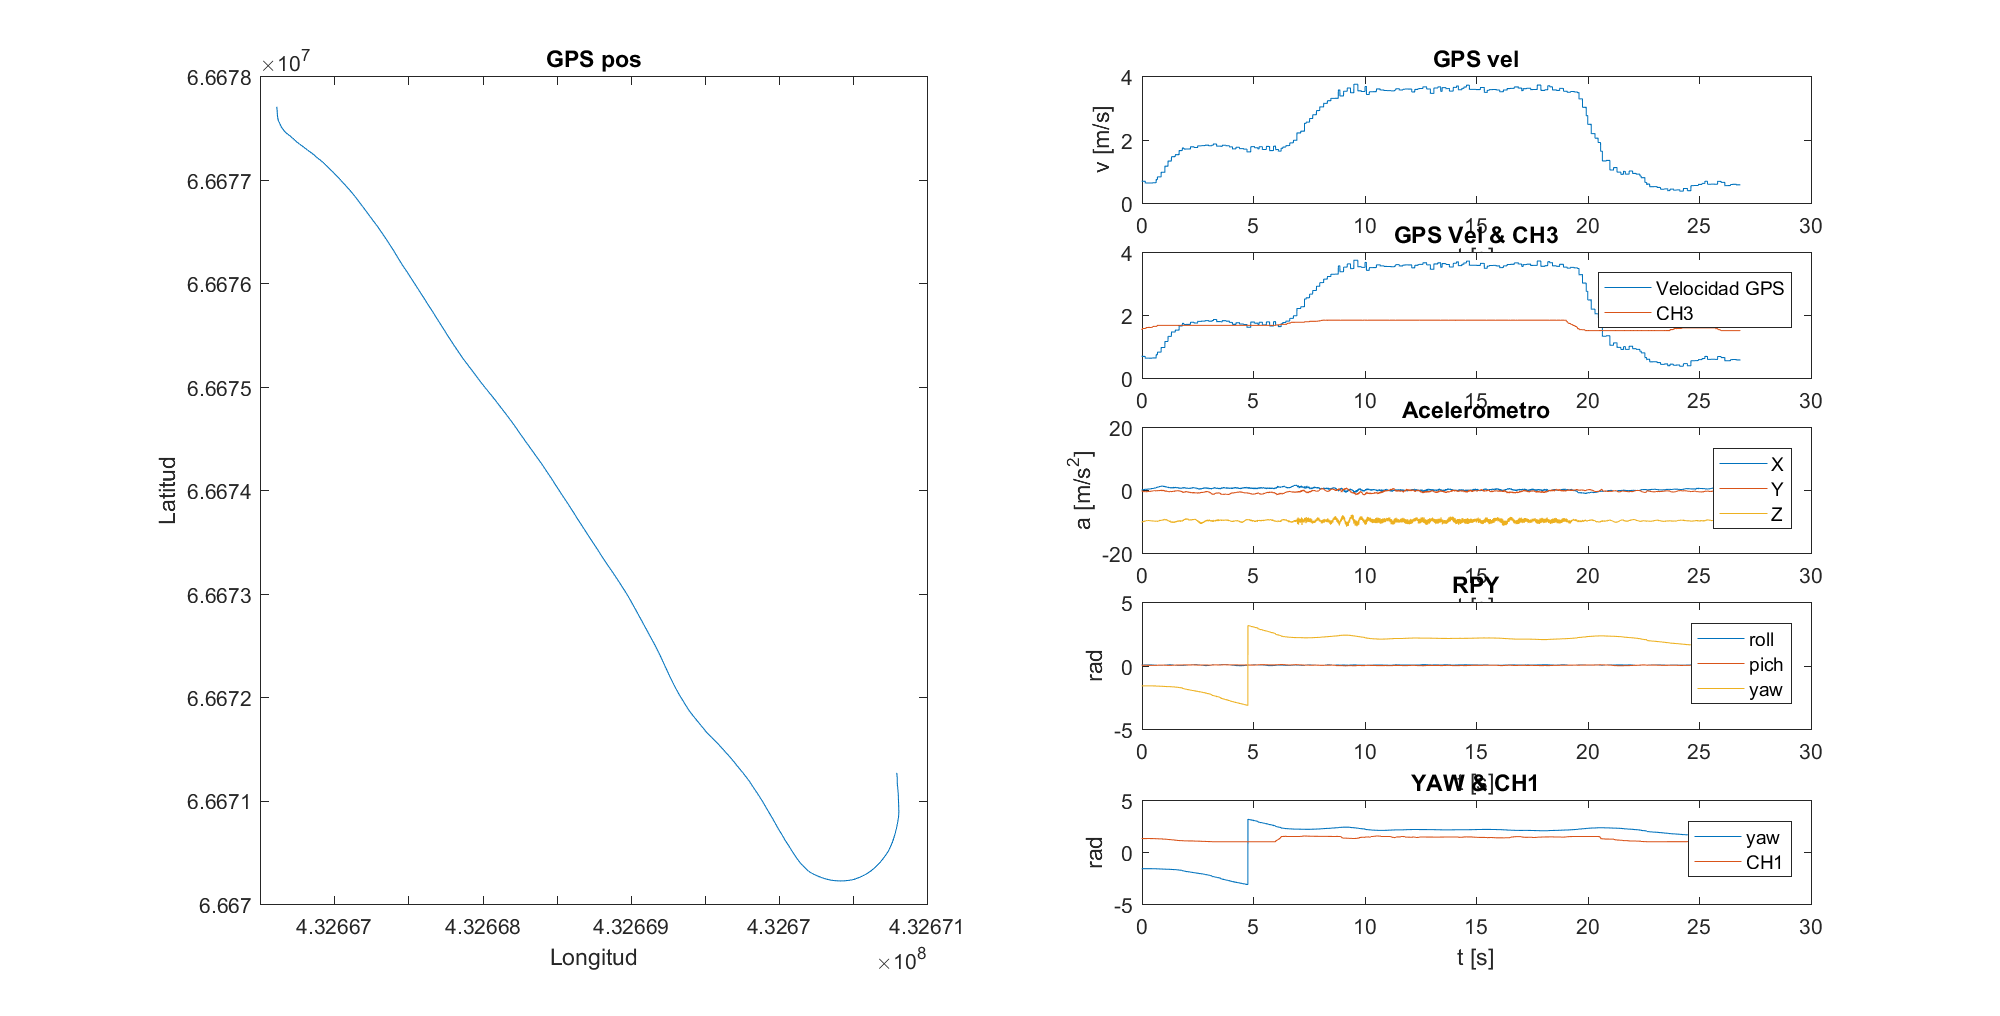 GPS pos
×10⁷
6.6678
6.6677
6.6676
6.6675
6.6674
6.6673
6.6672
6.6671
6.667
Latitud
4.32667 4.32668 4.32669 4.3267 4.32671
Longitud
×10⁸
GPS vel
4
2
0
v [m/s]
0 5 10 15 20 25 30
GPS Vel & CH3
4
2
0
Velocidad GPS
CH3
0 5 10 15 20 25 30
Acelerometro
20
0
-20
a [m/s²]
X
Y
Z
0 5 10 15 20 25 30
RPY
5
0
-5
rad
roll
pich
yaw
0 5 10 15 20 25 30
t [s]
YAW & CH1
5
0
-5
rad
yaw
CH1
0 5 10 15 20 25 30
t [s]